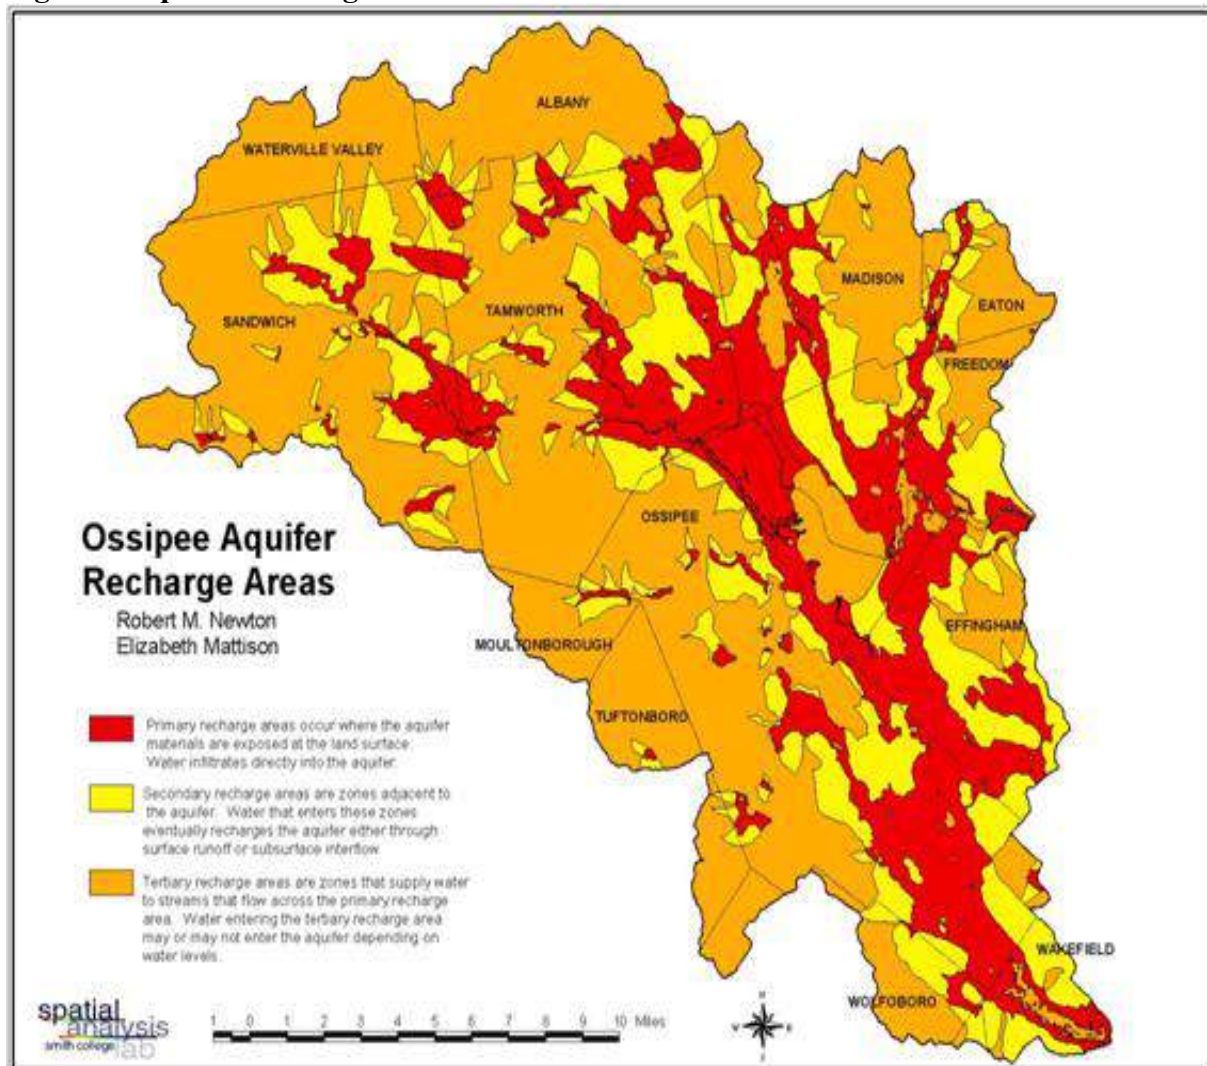 ALBANY
WATERVILLE VALLEY
MADISON
EATON
TAMWORTH
SANDWICH
FREEDOM
OSSIPEE
Ossipee Aquifer
Recharge Areas
Robert M. Newton
Elizabeth Mattison
EFFINGHAM
MOULTONBOROUGH
TUFTONBORO
Primary recharge areas occur where the aquifer
materials are exposed at the land surface.
Water infiltrates directly into the aquifer.
Secondary recharge areas are zones adjacent to
the aquifer. Water that enters these zones
eventually recharges the aquifer either through
surface runoff or subsurface interflow
Tertiary recharge areas are zones that supply water
to streams that flow across the primary recharge
area. Water entering the tertiary recharge area
may or may not enter the aquifer depending on
water levels.
WAKEFIELD
WOLFOBORO
spatial
analysis
smith college lab
1 0 1 2 3 4 5 6 7 8 9 10 Miles